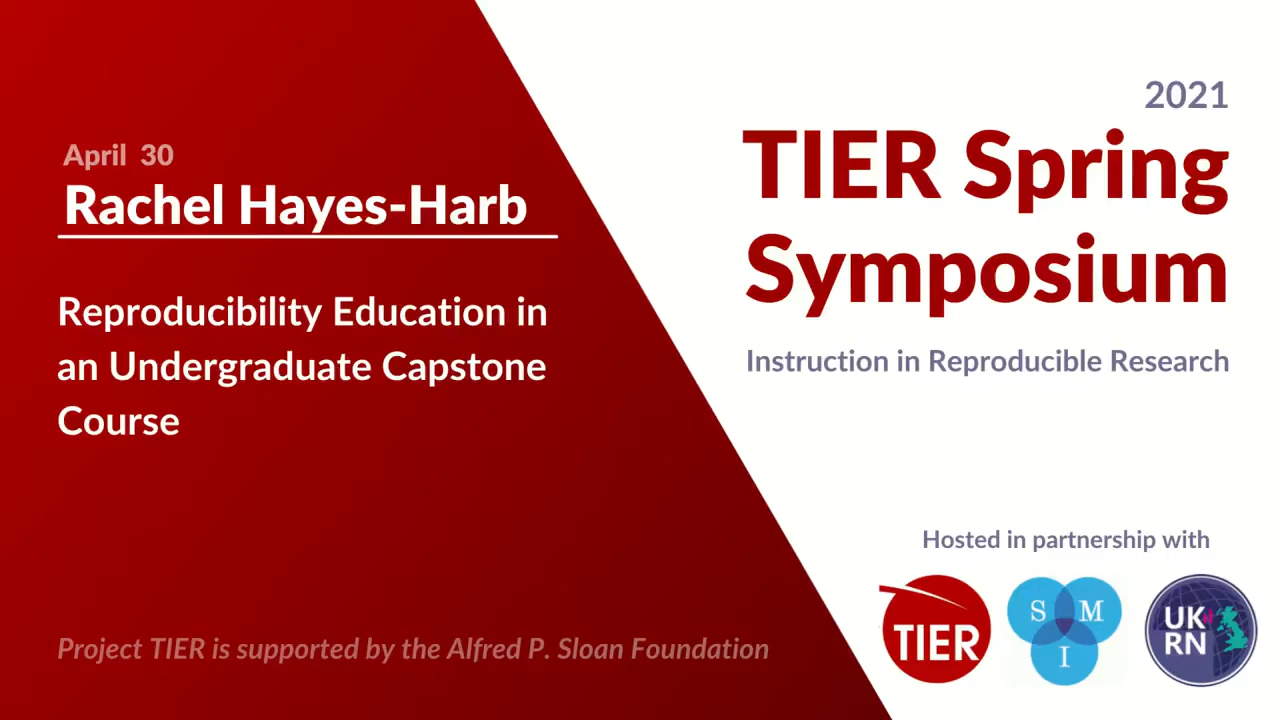 April 30
Rachel Hayes-Harb
Reproducibility Education in
an Undergraduate Capstone
Course
Project TIER is supported by the Alfred P. Sloan Foundation
2021
TIER Spring
Symposium
Instruction in Reproducible Research
Hosted in partnership with
TIER
S M
I
UK
RN